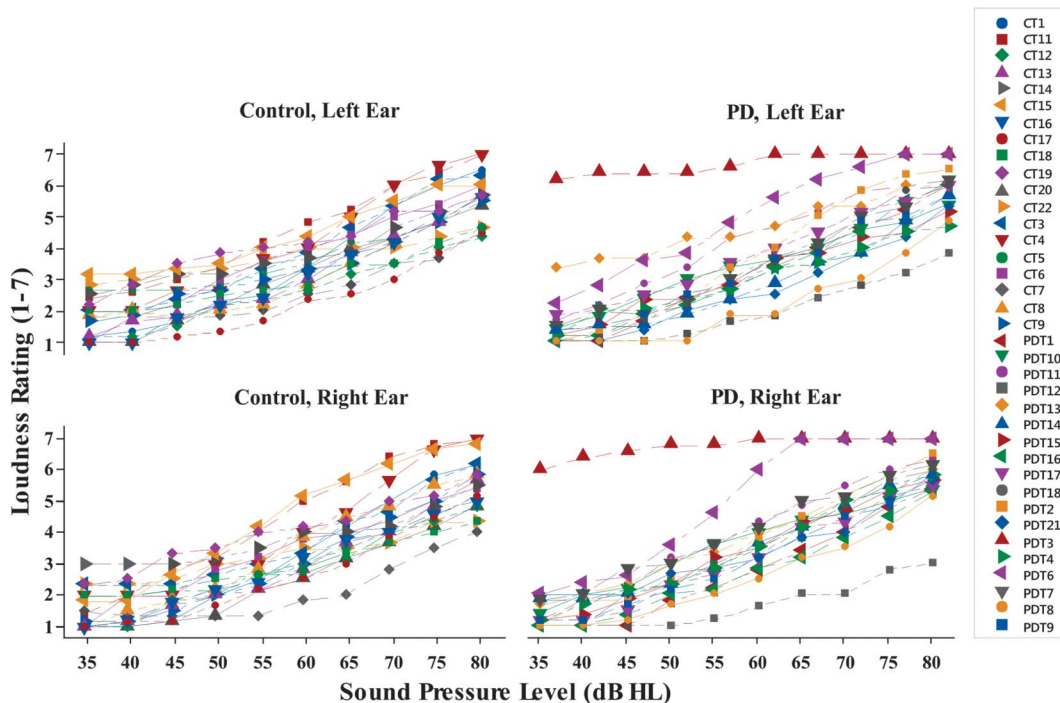 Control, Left Ear
PD, Left Ear
7
6
5
4
3
2
1
Control, Right Ear
PD, Right Ear
7
6
5
4
3
2
1
35 40 45 50 55 60 65 70 75 80
35 40 45 50 55 60 65 70 75 80
Loudness Rating (1-7)
Sound Pressure Level (dB HL)
CT1
CT11
CT12
CT13
CT14
CT15
CT16
CT17
CT18
CT19
CT20
CT22
CT3
CT4
CT5
CT6
CT7
CT8
CT9
PDT1
PDT10
PDT11
PDT12
PDT13
PDT14
PDT15
PDT16
PDT17
PDT18
PDT2
PDT21
PDT3
PDT4
PDT6
PDT7
PDT8
PDT9